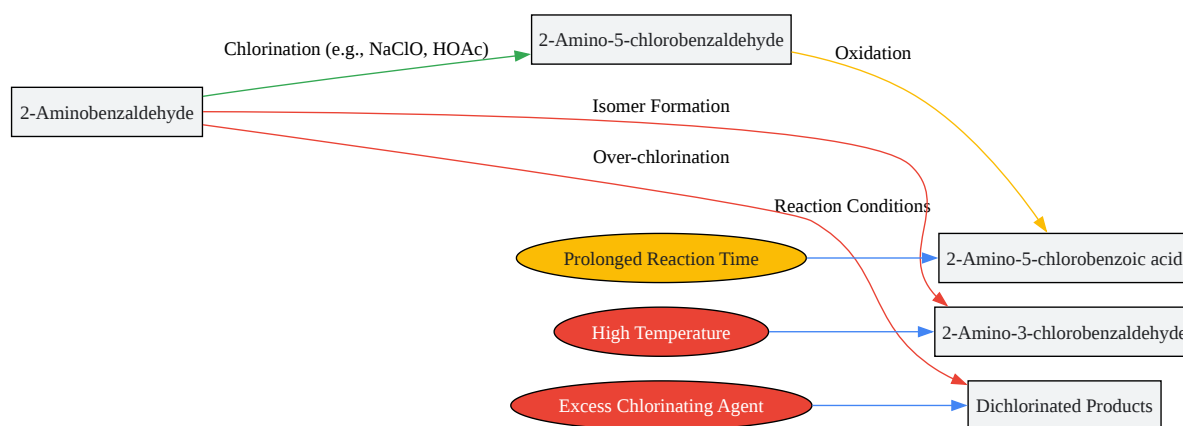 2-Amino-5-chlorobenzaldehyde
Chlorination (e.g., NaClO, HOAc)
Oxidation
2-Aminobenzaldehyde
Isomer Formation
Over-chlorination
Reaction Conditions
Prolonged Reaction Time
2-Amino-5-chlorobenzoic acid
High Temperature
2-Amino-3-chlorobenzaldehyde
Excess Chlorinating Agent
Dichlorinated Products